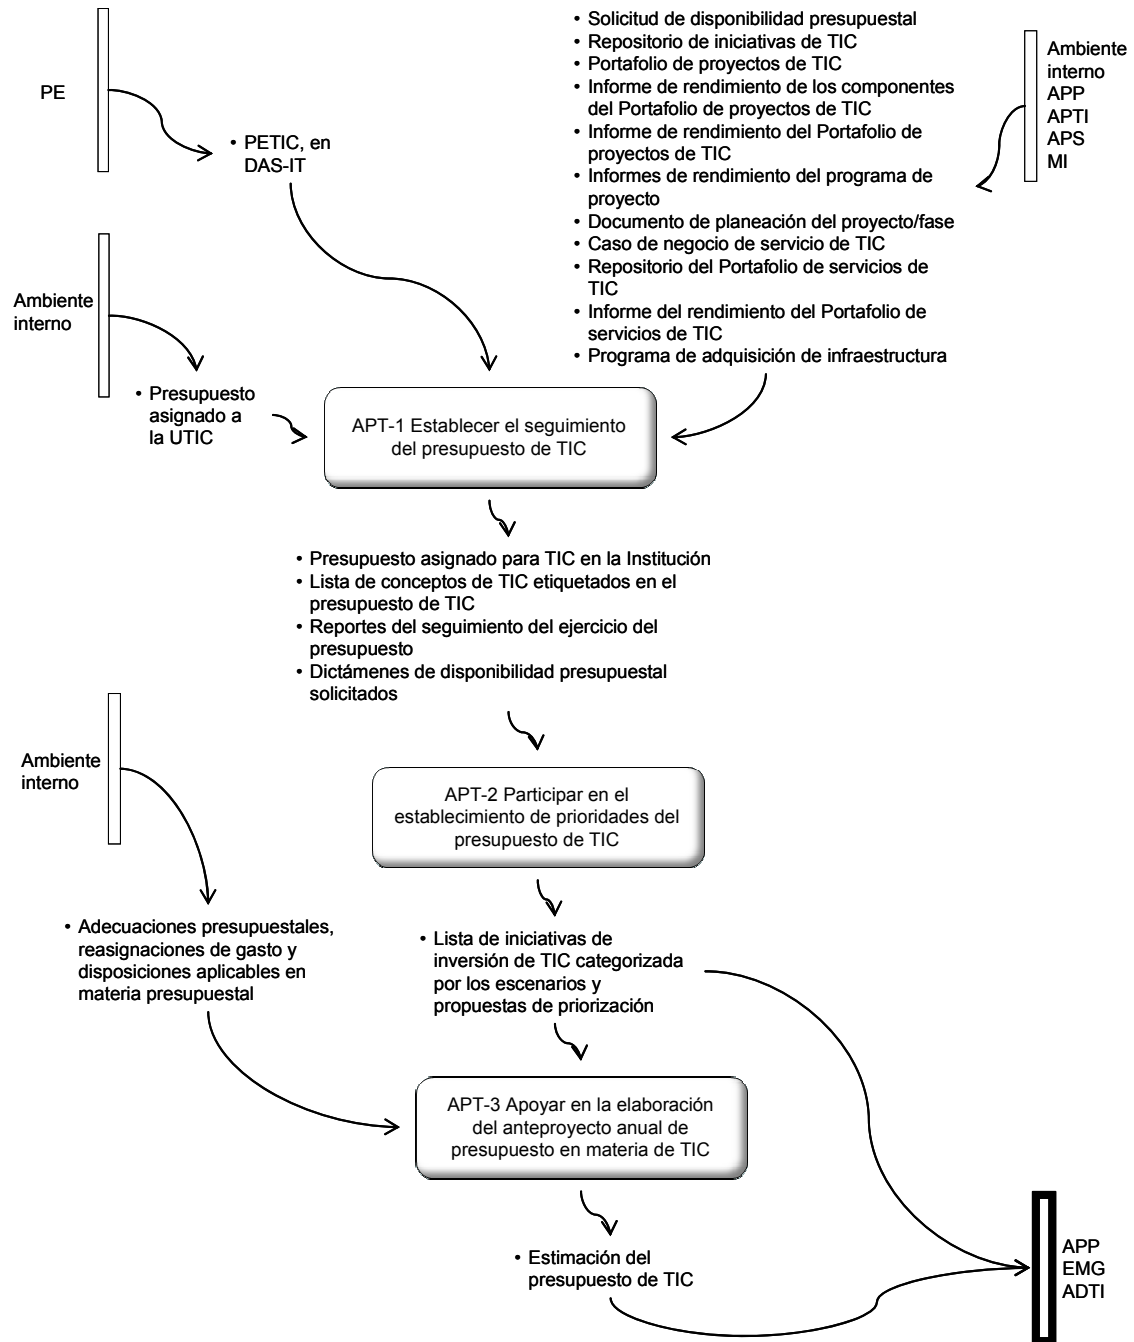 • Solicitud de disponibilidad presupuestal
• Repositorio de iniciativas de TIC
• Portafolio de proyectos de TIC
• Informe de rendimiento de los componentes
del Portafolio de proyectos de TIC
• Informe de rendimiento del Portafolio de
proyectos de TIC
• Informes de rendimiento del programa de
proyecto
• Documento de planeación del proyecto/fase
• Caso de negocio de servicio de TIC
• Repositorio del Portafolio de servicios de
TIC
• Informe del rendimiento del Portafolio de
servicios de TIC
• Programa de adquisición de infraestructura
Ambiente
interno
APP
APTI
APS
MI
PE
• PETIC, en
DAS-IT
Ambiente
interno
• Presupuesto
asignado a
la UTIC
APT-1 Establecer el seguimiento
del presupuesto de TIC
• Presupuesto asignado para TIC en la Institución
• Lista de conceptos de TIC etiquetados en el
presupuesto de TIC
• Reportes del seguimiento del ejercicio del
presupuesto
• Dictámenes de disponibilidad presupuestal
solicitados
Ambiente
interno
APT-2 Participar en el
establecimiento de prioridades del
presupuesto de TIC
• Adecuaciones presupuestales,
reasignaciones de gasto y
disposiciones aplicables en
materia presupuestal
• Lista de iniciativas de
inversión de TIC categorizada
por los escenarios y
propuestas de priorización
APT-3 Apoyar en la elaboración
del anteproyecto anual de
presupuesto en materia de TIC
• Estimación del
presupuesto de TIC
APP
EMG
ADTI